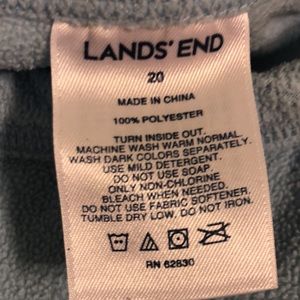 LANDS' END
20
MADE IN CHINA
100% POLYESTER
TURN INSIDE OUT.
MACHINE WASH WARM NORMAL.
WASH DARK COLORS SEPARATELY.
USE MILD DETERGENT.
DO NOT USE SOAP.
ONLY NON-CHLORINE
BLEACH WHEN NEEDED.
DO NOT USE FABRIC SOFTENER.
TUMBLE DRY LOW. DO NOT IRON.
RN 62830